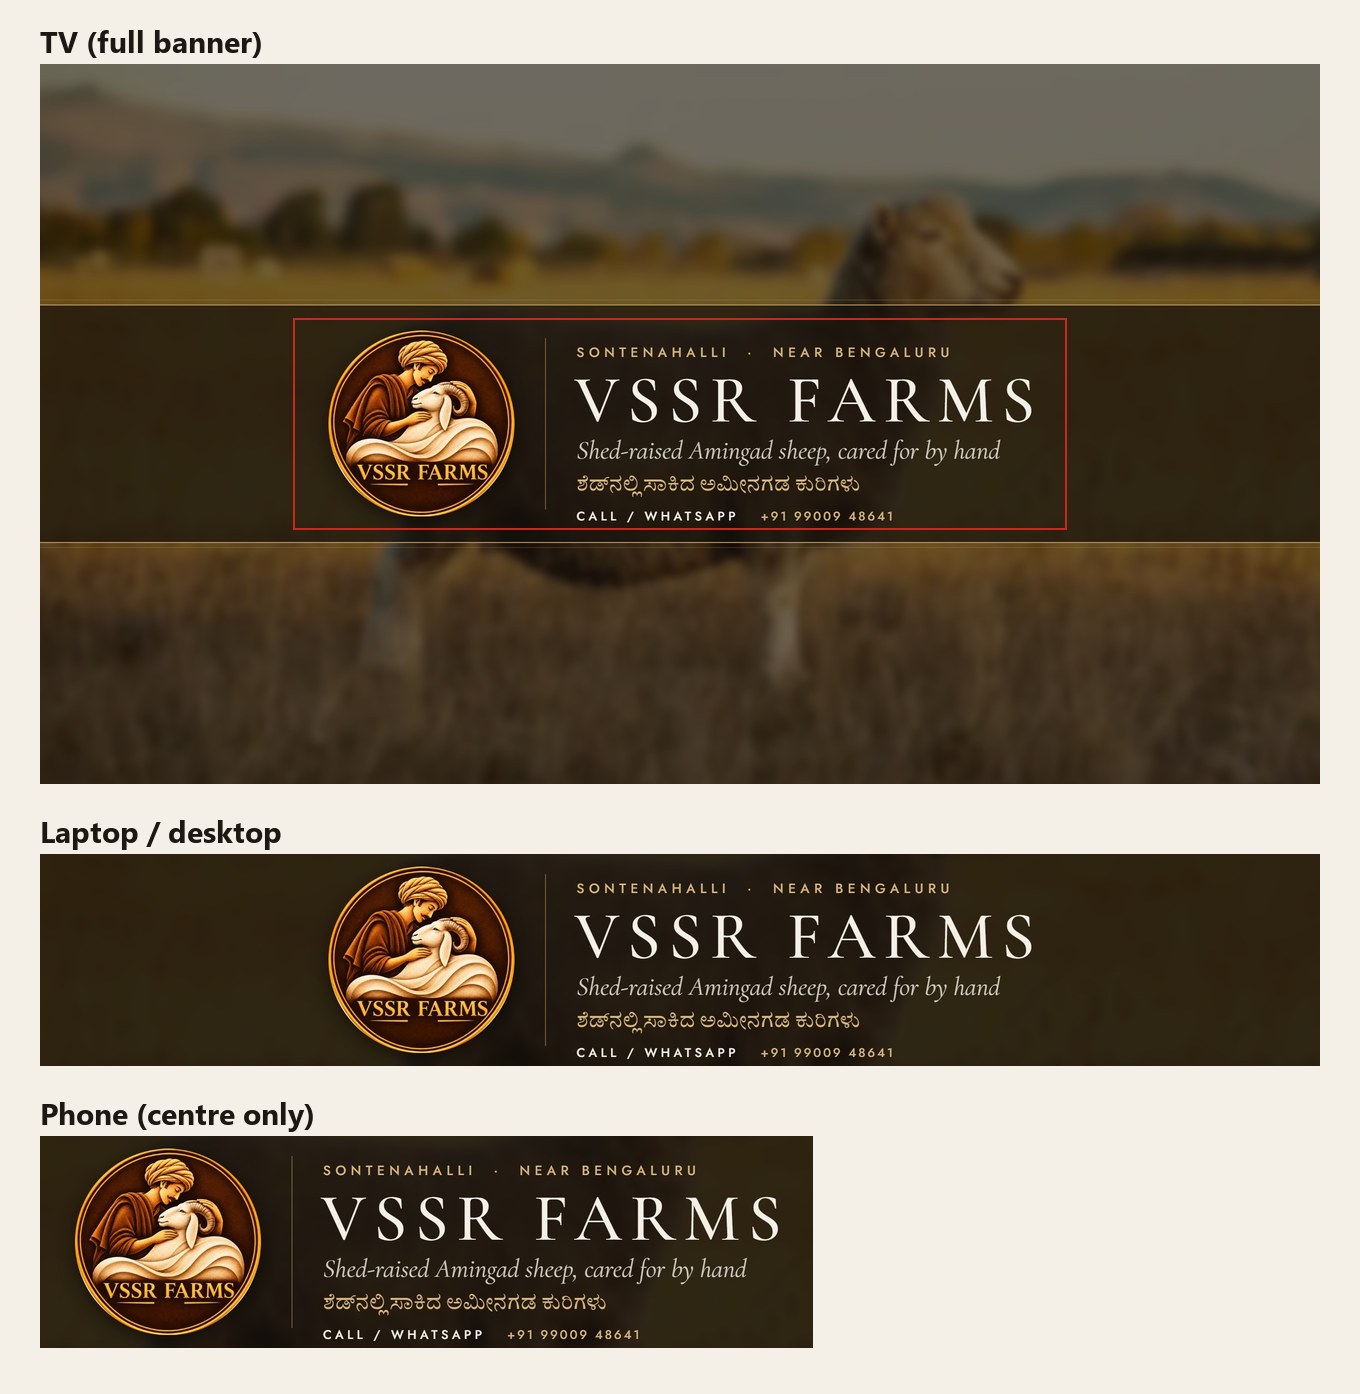 TV (full banner)
SONTENAHALLI · NEAR BENGALURU
VSSR FARMS
Shed-raised Amingad sheep, cared for by hand
ಶೆಡ್‌ನಲ್ಲಿ ಸಾಕಿದ ಅಮೀನಗಡ ಕುರಿಗಳು
CALL / WHATSAPP +91 99009 48641
VSSR FARMS
Laptop / desktop
SONTENAHALLI · NEAR BENGALURU
VSSR FARMS
Shed-raised Amingad sheep, cared for by hand
ಶೆಡ್‌ನಲ್ಲಿ ಸಾಕಿದ ಅಮೀನಗಡ ಕುರಿಗಳು
CALL / WHATSAPP +91 99009 48641
VSSR FARMS
Phone (centre only)
SONTENAHALLI · NEAR BENGALURU
VSSR FARMS
Shed-raised Amingad sheep, cared for by hand
ಶೆಡ್‌ನಲ್ಲಿ ಸಾಕಿದ ಅಮೀನಗಡ ಕುರಿಗಳು
CALL / WHATSAPP +91 99009 48641
VSSR FARMS